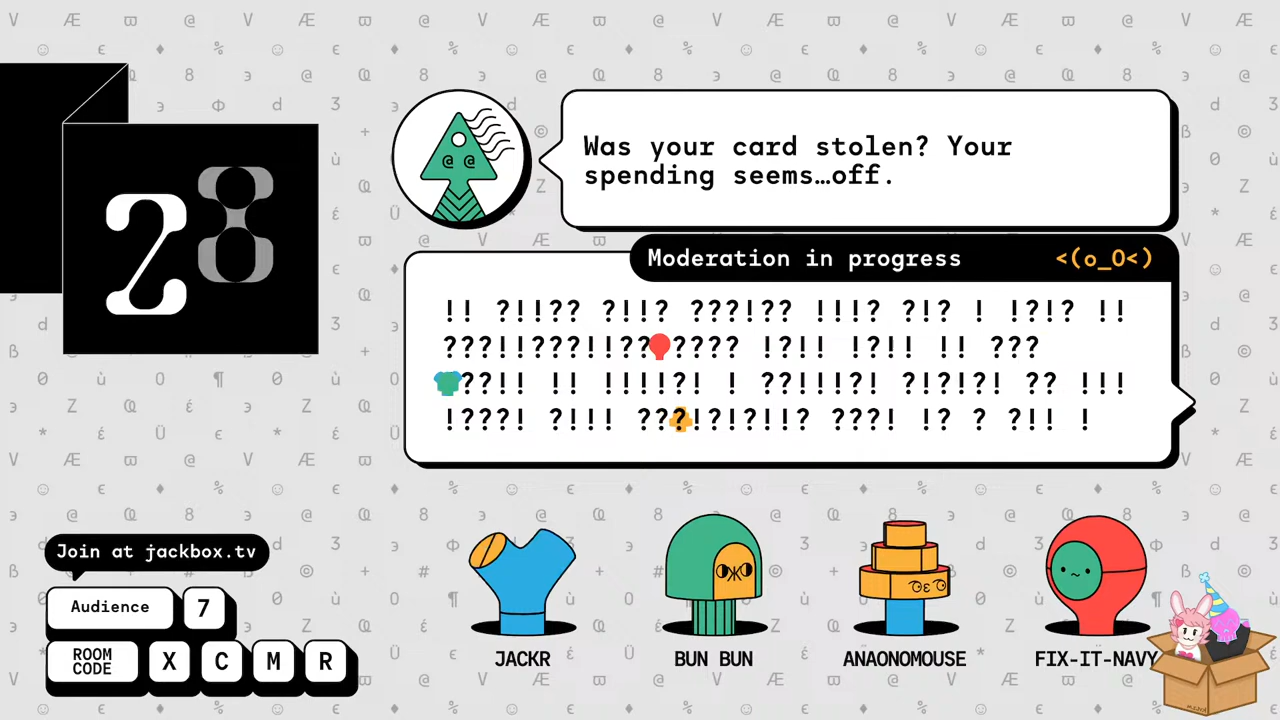 28
Was your card stolen? Your
spending seems…off.
Moderation in progress <(o_O<)
!! ?!!?? ?!!? ???!?? !!!? ?!? ! !?!? !!
???!!???!!?? ???? !?!! !?!! !! ???
??!! !! !!!!?! ! ??!!!?! ?!?!?! ?? !!!
!???! ?!!! ???!?!?!!? ???! !? ? ?!! !
Join at jackbox.tv
Audience 7
ROOM
CODE
X C M R
JACKR
BUN BUN
ANAONOMOUSE
FIX-IT-NAVY